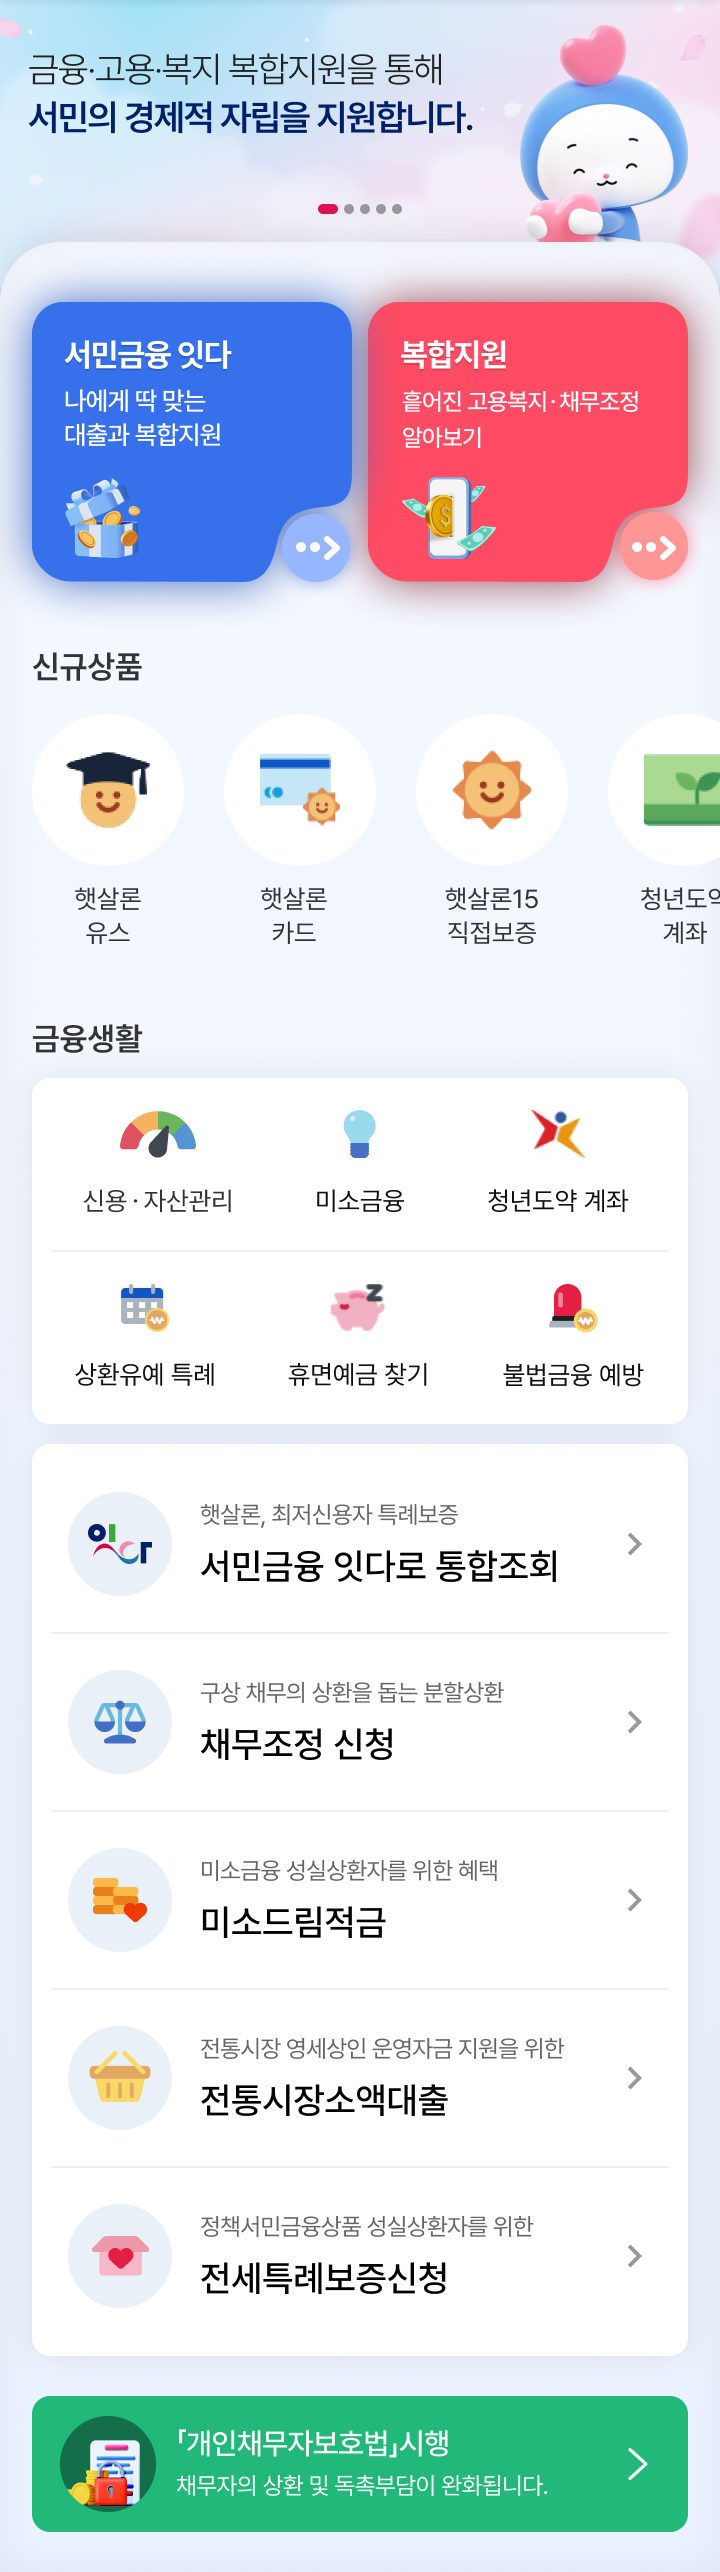 금융·고용·복지 복합지원을 통해
서민의 경제적 자립을 지원합니다.
서민금융 잇다
나에게 딱 맞는
대출과 복합지원
복합지원
흩어진 고용복지·채무조정
알아보기
신규상품
햇살론
유스
햇살론
카드
햇살론15
직접보증
청년도약
계좌
금융생활
신용·자산관리
미소금융
청년도약 계좌
상환유예 특례
휴면예금 찾기
불법금융 예방
잇다
햇살론, 최저신용자 특례보증
서민금융 잇다로 통합조회
구상 채무의 상환을 돕는 분할상환
채무조정 신청
미소금융 성실상환자를 위한 혜택
미소드림적금
전통시장 영세상인 운영자금 지원을 위한
전통시장소액대출
정책서민금융상품 성실상환자를 위한
전세특례보증신청
「개인채무자보호법」시행
채무자의 상환 및 독촉부담이 완화됩니다.